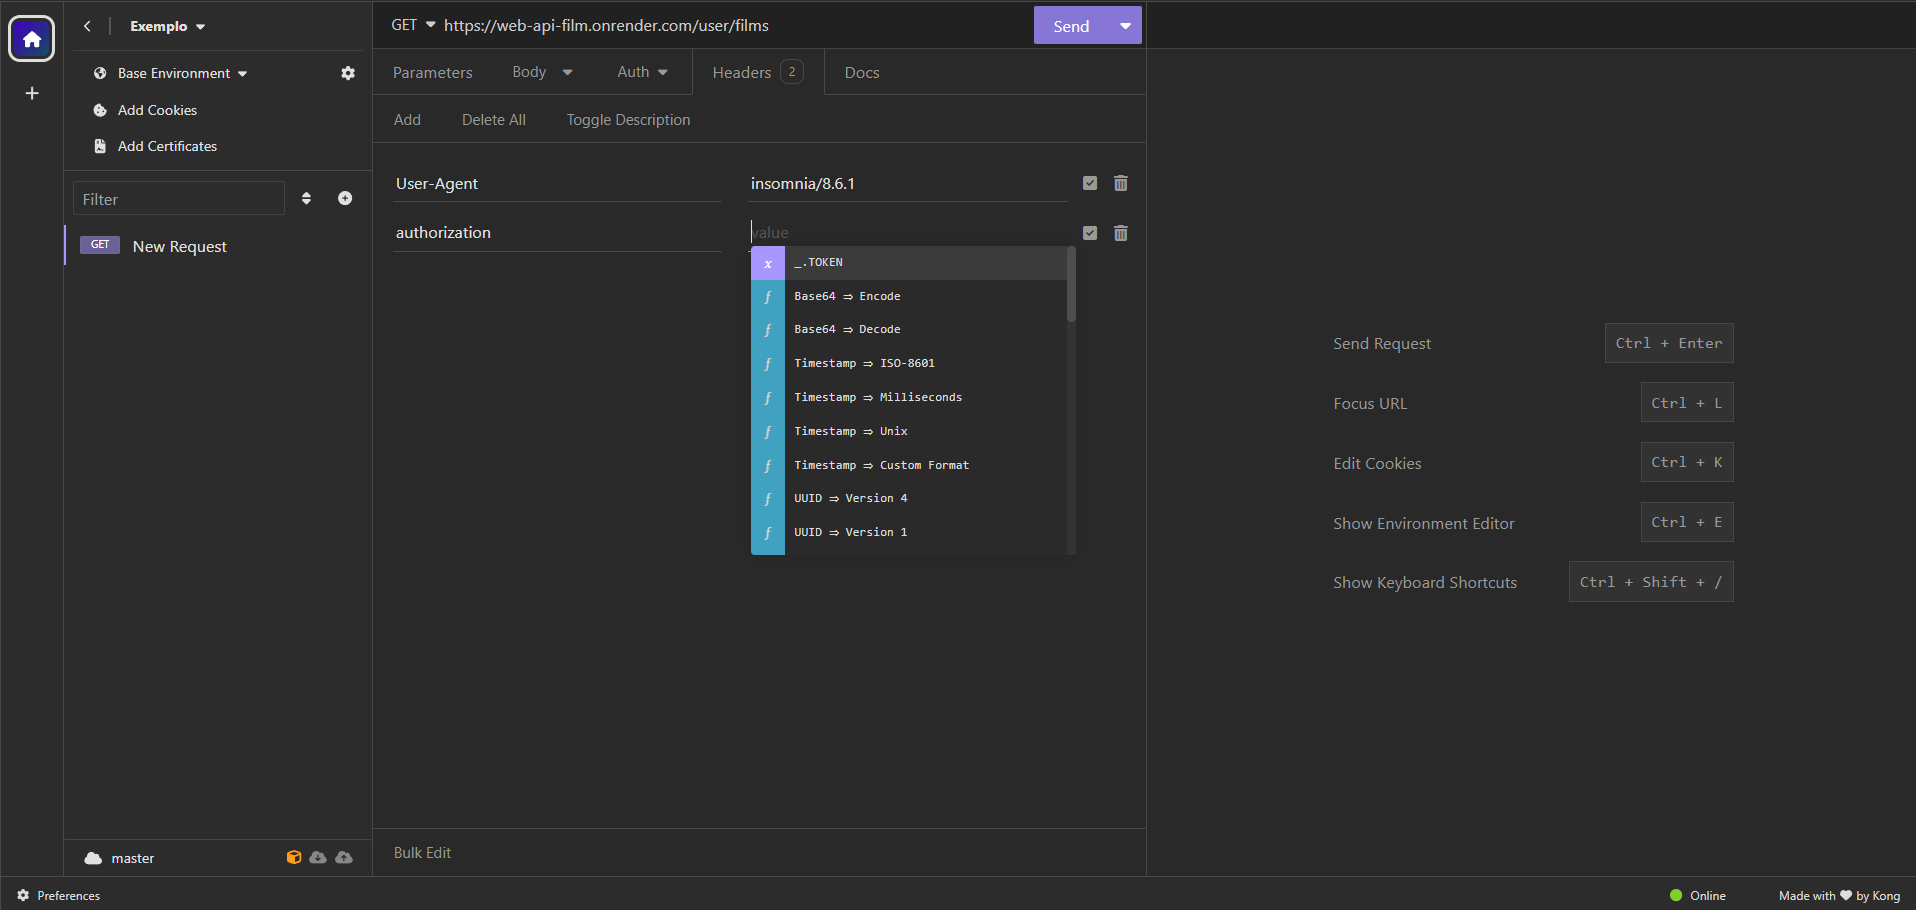 Exemplo
Base Environment
Add Cookies
Add Certificates
Filter
GET New Request
master
GET https://web-api-film.onrender.com/user/films Send
Parameters Body Auth Headers 2 Docs
Add Delete All Toggle Description
User-Agent insomnia/8.6.1
authorization value
x _.TOKEN
f Base64 ⇒ Encode
f Base64 ⇒ Decode
f Timestamp ⇒ ISO-8601
f Timestamp ⇒ Milliseconds
f Timestamp ⇒ Unix
f Timestamp ⇒ Custom Format
f UUID ⇒ Version 4
f UUID ⇒ Version 1
Bulk Edit
Send Request Ctrl + Enter
Focus URL Ctrl + L
Edit Cookies Ctrl + K
Show Environment Editor Ctrl + E
Show Keyboard Shortcuts Ctrl + Shift + /
Preferences
Online
Made with ♥ by Kong